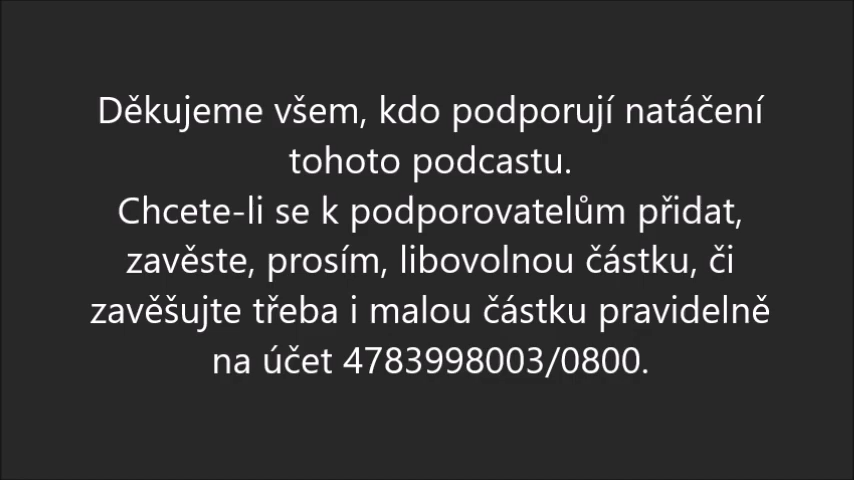 Děkujeme všem, kdo podporují natáčení
tohoto podcastu.
Chcete-li se k podporovatelům přidat,
zavěste, prosím, libovolnou částku, či
zavěšujte třeba i malou částku pravidelně
na účet 4783998003/0800.